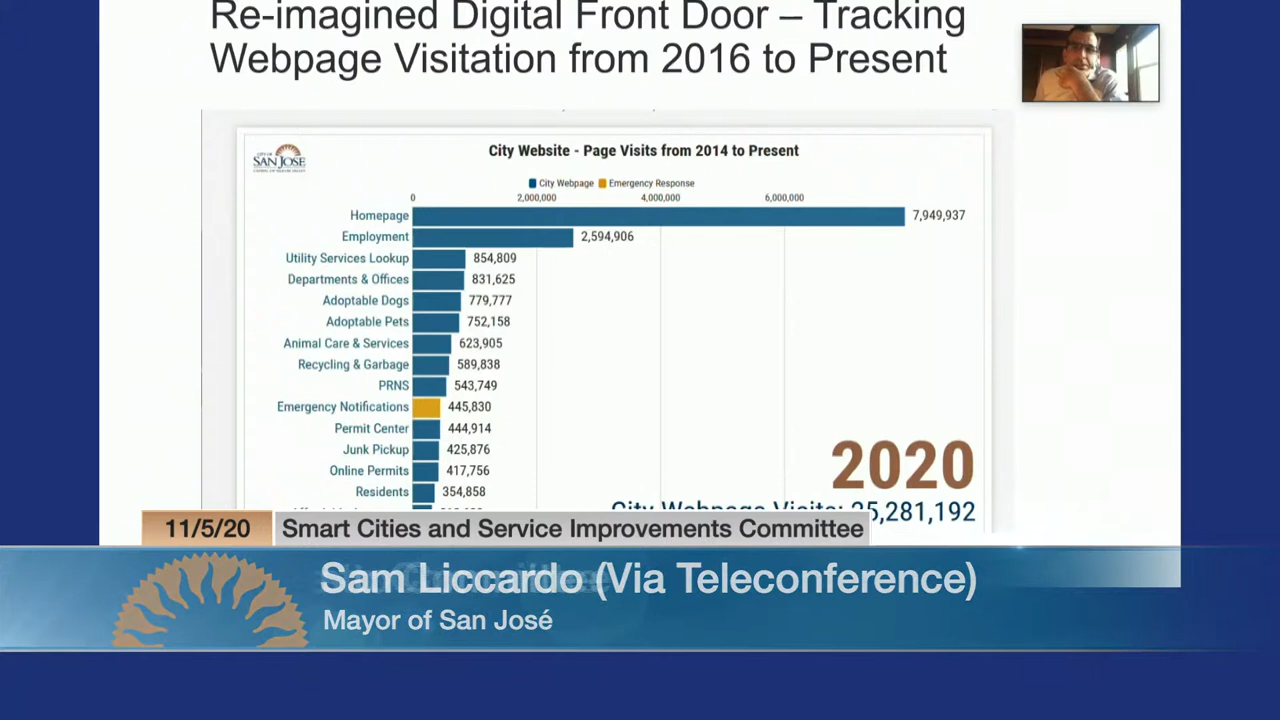 Re-imagined Digital Front Door – Tracking
Webpage Visitation from 2016 to Present
CITY OF
SAN JOSE
City Website - Page Visits from 2014 to Present
City Webpage Emergency Response
0 2,000,000 4,000,000 6,000,000
Homepage 7,949,937
Employment 2,594,906
Utility Services Lookup 854,809
Departments & Offices 831,625
Adoptable Dogs 779,777
Adoptable Pets 752,158
Animal Care & Services 623,905
Recycling & Garbage 589,838
PRNS 543,749
Emergency Notifications 445,830
Permit Center 444,914
Junk Pickup 425,876
Online Permits 417,756
Residents 354,858
2020
City Webpage Visits: 5,281,192
11/5/20 Smart Cities and Service Improvements Committee
Sam Liccardo (Via Teleconference)
Mayor of San José